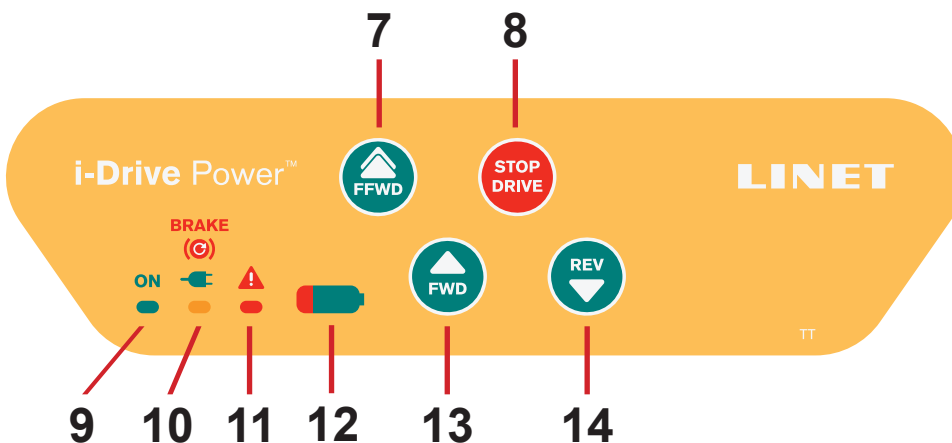 7 8
i-Drive Power™
FFWD
STOP
DRIVE
LINET
BRAKE
ON
FWD
REV
TT
9 10 11 12 13 14